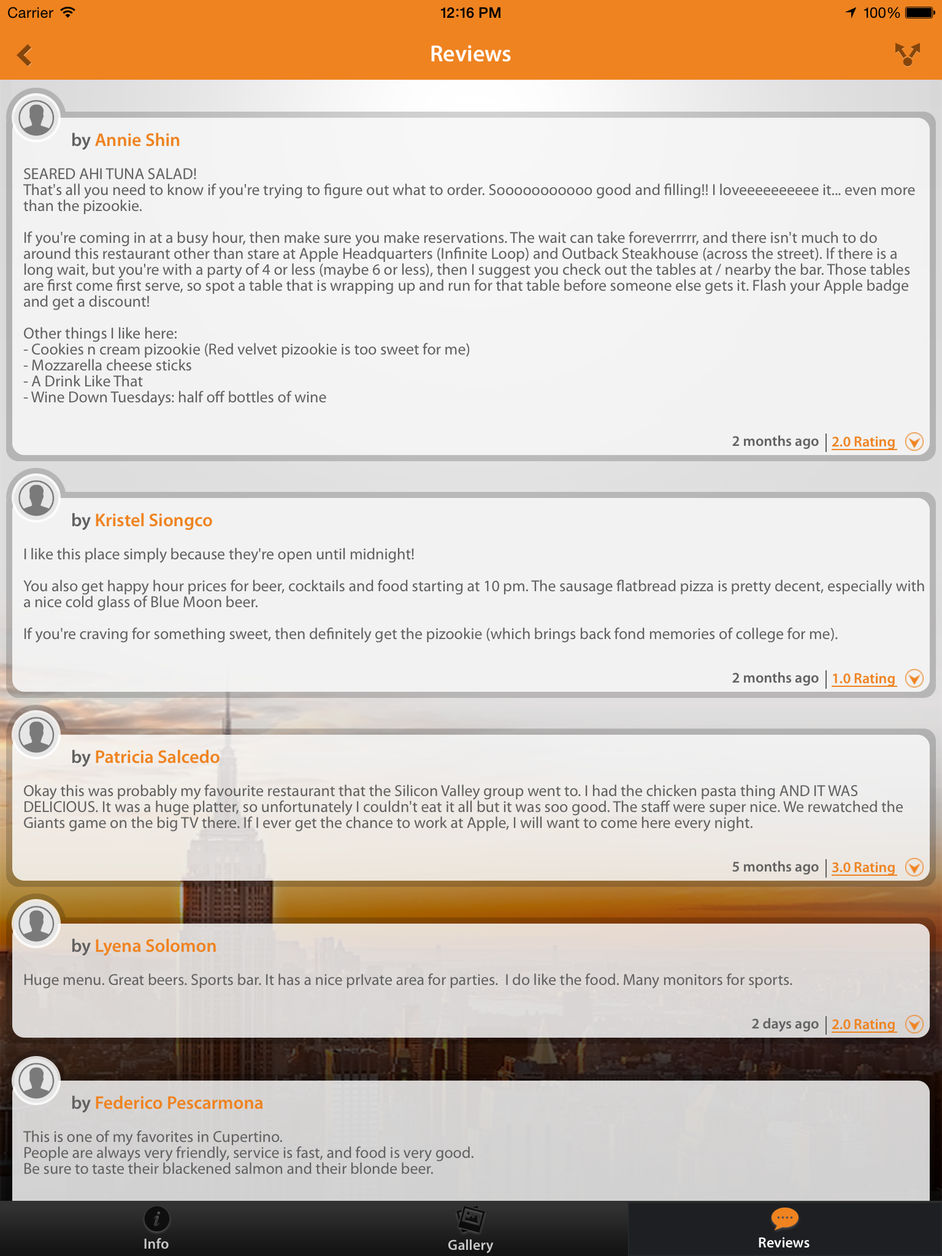 Carrier
12:16 PM
100%
Reviews
by Annie Shin
SEARED AHI TUNA SALAD!
That's all you need to know if you're trying to figure out what to order. Sooooooooooo good and filling!! I loveeeeeeeeee it... even more
than the pizookie.
If you're coming in at a busy hour, then make sure you make reservations. The wait can take foreverrrrr, and there isn't much to do
around this restaurant other than stare at Apple Headquarters (Infinite Loop) and Outback Steakhouse (across the street). If there is a
long wait, but you're with a party of 4 or less (maybe 6 or less), then I suggest you check out the tables at / nearby the bar. Those tables
are first come first serve, so spot a table that is wrapping up and run for that table before someone else gets it. Flash your Apple badge
and get a discount!
Other things I like here:
- Cookies n cream pizookie (Red velvet pizookie is too sweet for me)
- Mozzarella cheese sticks
- A Drink Like That
- Wine Down Tuesdays: half off bottles of wine
2 months ago | 2.0 Rating
by Kristel Siongco
I like this place simply because they're open until midnight!
You also get happy hour prices for beer, cocktails and food starting at 10 pm. The sausage flatbread pizza is pretty decent, especially with
a nice cold glass of Blue Moon beer.
If you're craving for something sweet, then definitely get the pizookie (which brings back fond memories of college for me).
2 months ago | 1.0 Rating
by Patricia Salcedo
Okay this was probably my favourite restaurant that the Silicon Valley group went to. I had the chicken pasta thing AND IT WAS
DELICIOUS. It was a huge platter, so unfortunately I couldn't eat it all but it was soo good. The staff were super nice. We rewatched the
Giants game on the big TV there. If I ever get the chance to work at Apple, I will want to come here every night.
5 months ago | 3.0 Rating
by Lyena Solomon
Huge menu. Great beers. Sports bar. It has a nice prlvate area for parties.  I do like the food. Many monitors for sports.
2 days ago | 2.0 Rating
by Federico Pescarmona
This is one of my favorites in Cupertino.
People are always very friendly, service is fast, and food is very good.
Be sure to taste their blackened salmon and their blonde beer.
Info
Gallery
Reviews